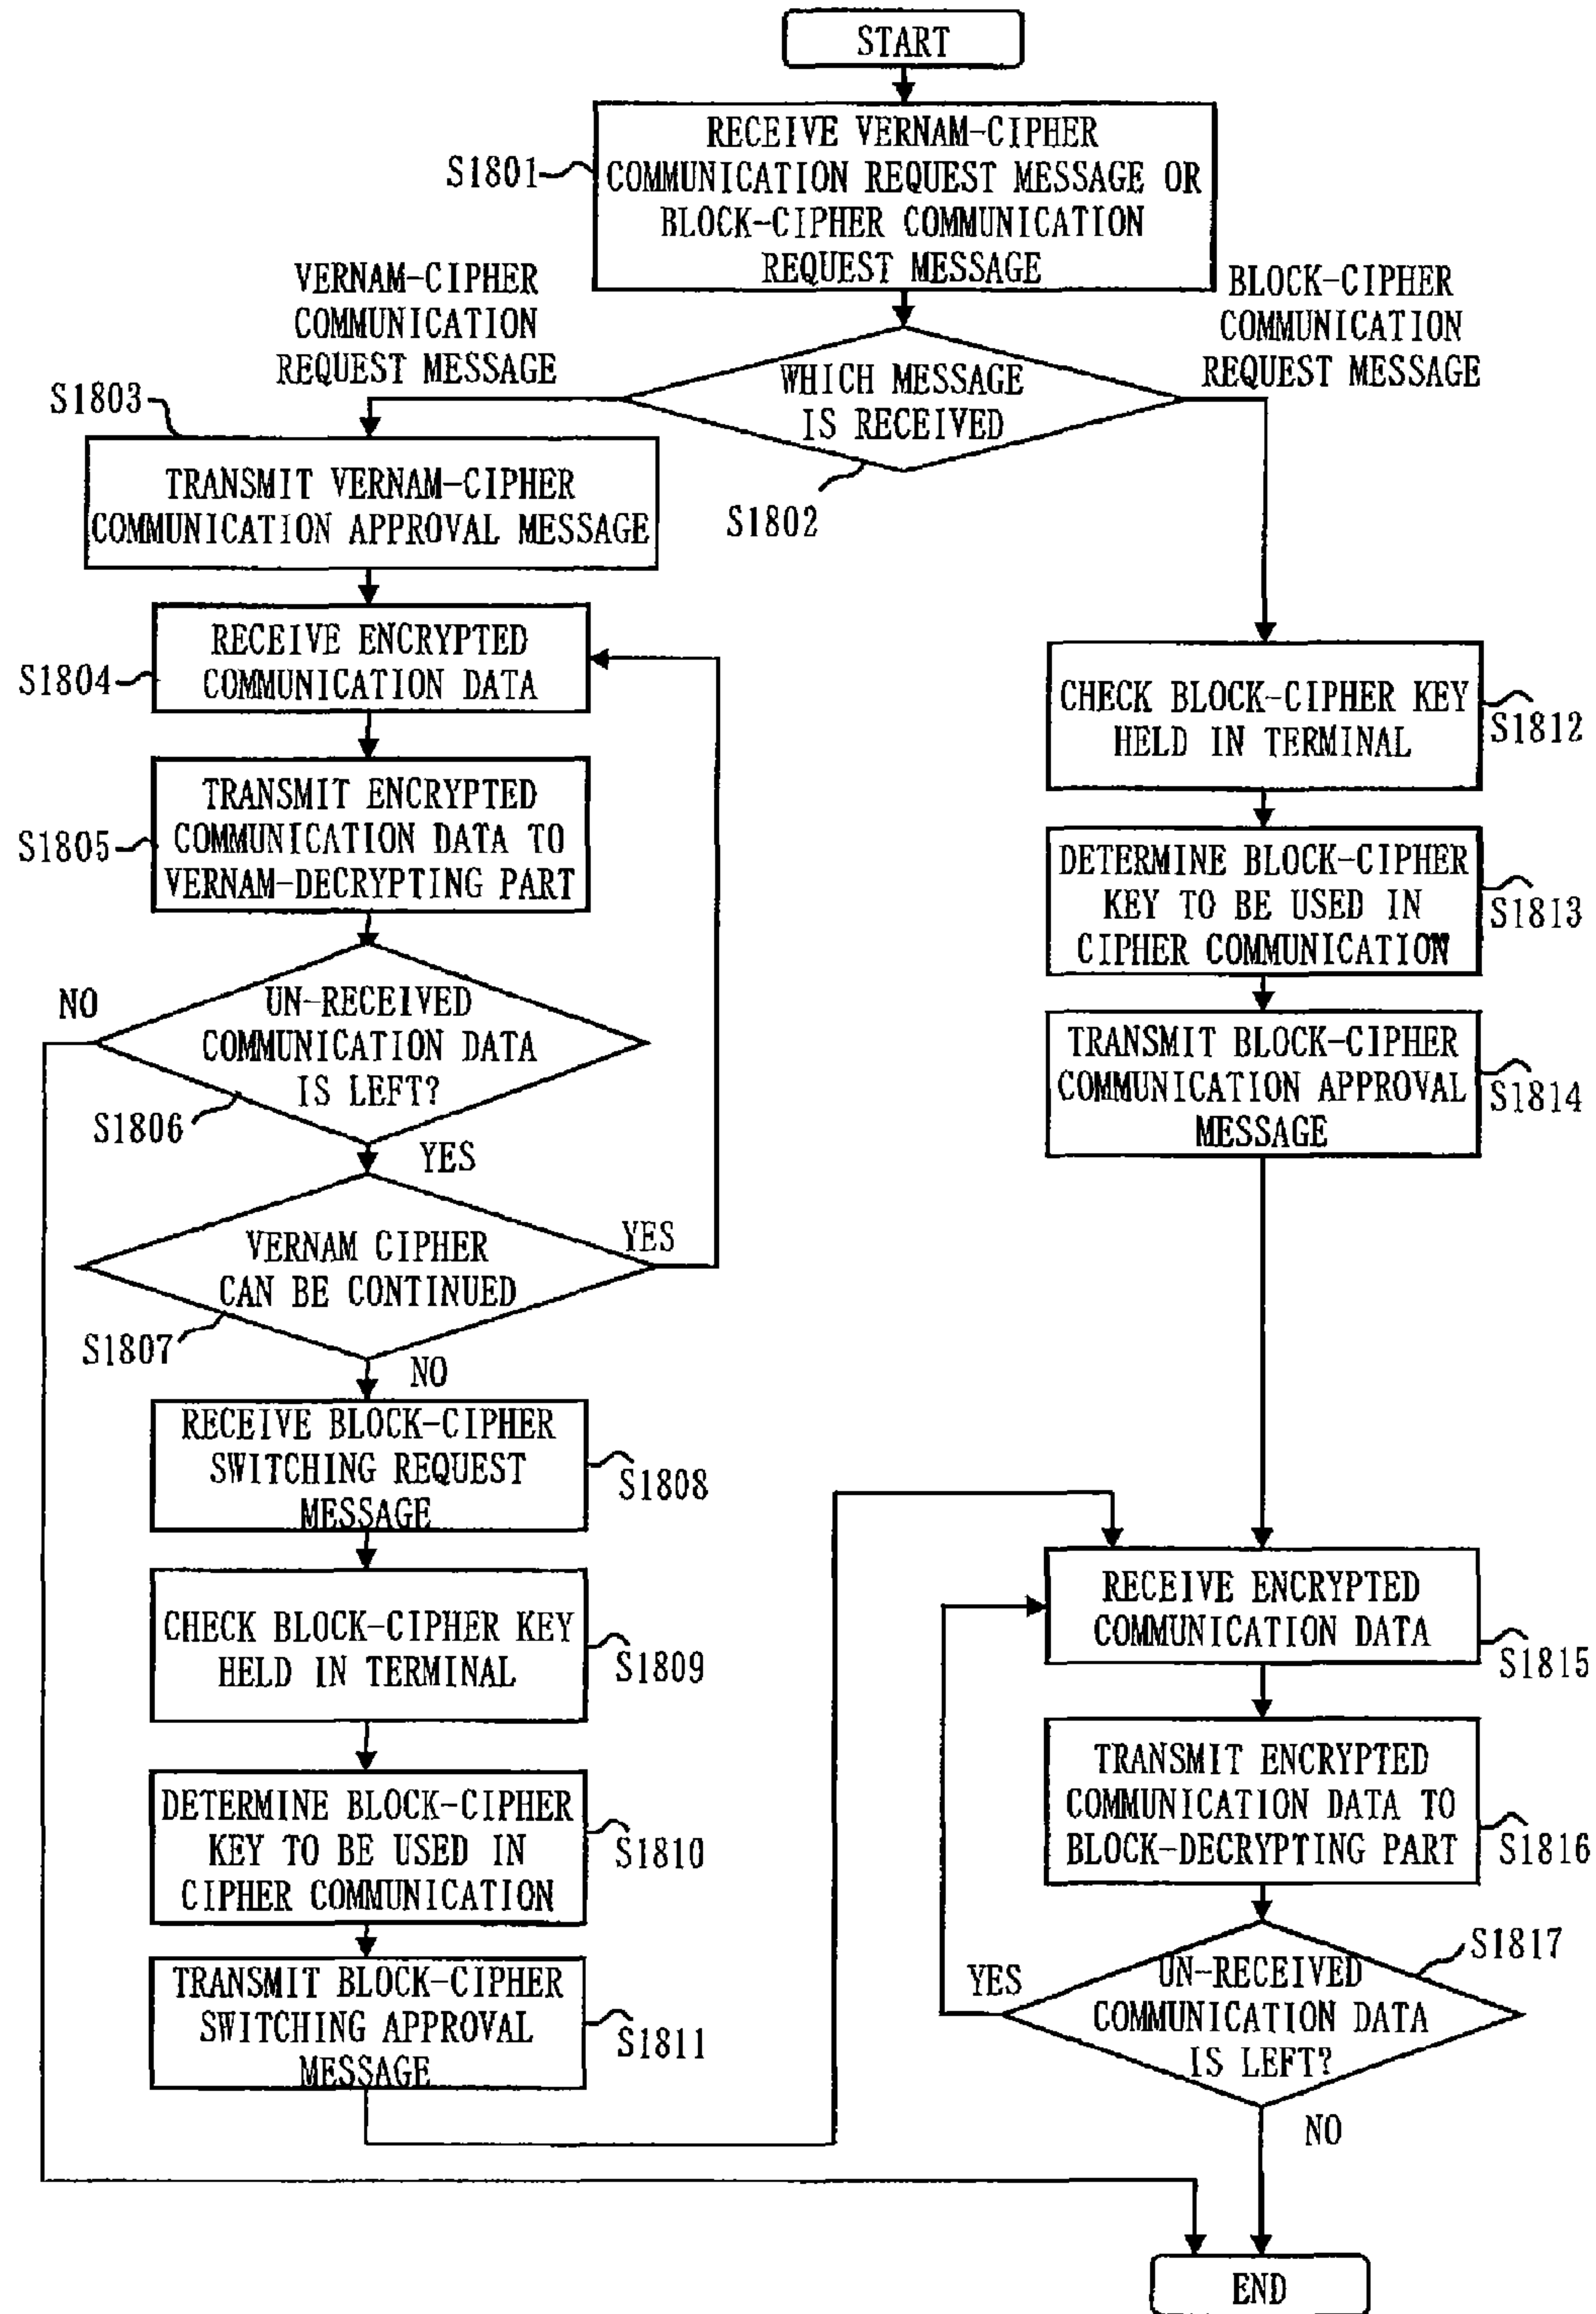 START
RECEIVE VERNAM-CIPHER
COMMUNICATION REQUEST MESSAGE OR
BLOCK-CIPHER COMMUNICATION
REQUEST MESSAGE
S1801
VERNAM-CIPHER
COMMUNICATION
REQUEST MESSAGE
BLOCK-CIPHER
COMMUNICATION
REQUEST MESSAGE
WHICH MESSAGE
IS RECEIVED
S1802
S1803
TRANSMIT VERNAM-CIPHER
COMMUNICATION APPROVAL MESSAGE
RECEIVE ENCRYPTED
COMMUNICATION DATA
S1804
TRANSMIT ENCRYPTED
COMMUNICATION DATA TO
VERNAM-DECRYPTING PART
S1805
NO
UN-RECEIVED
COMMUNICATION DATA
IS LEFT?
S1806
YES
VERNAM CIPHER
CAN BE CONTINUED
YES
S1807
NO
RECEIVE BLOCK-CIPHER
SWITCHING REQUEST
MESSAGE
S1808
CHECK BLOCK-CIPHER KEY
HELD IN TERMINAL
S1809
DETERMINE BLOCK-CIPHER
KEY TO BE USED IN
CIPHER COMMUNICATION
S1810
TRANSMIT BLOCK-CIPHER
SWITCHING APPROVAL
MESSAGE
S1811
CHECK BLOCK-CIPHER KEY
HELD IN TERMINAL
S1812
DETERMINE BLOCK-CIPHER
KEY TO BE USED IN
CIPHER COMMUNICATION
S1813
TRANSMIT BLOCK-CIPHER
COMMUNICATION APPROVAL
MESSAGE
S1814
RECEIVE ENCRYPTED
COMMUNICATION DATA
S1815
TRANSMIT ENCRYPTED
COMMUNICATION DATA TO
BLOCK-DECRYPTING PART
S1816
S1817
YES
UN-RECEIVED
COMMUNICATION DATA
IS LEFT?
NO
END